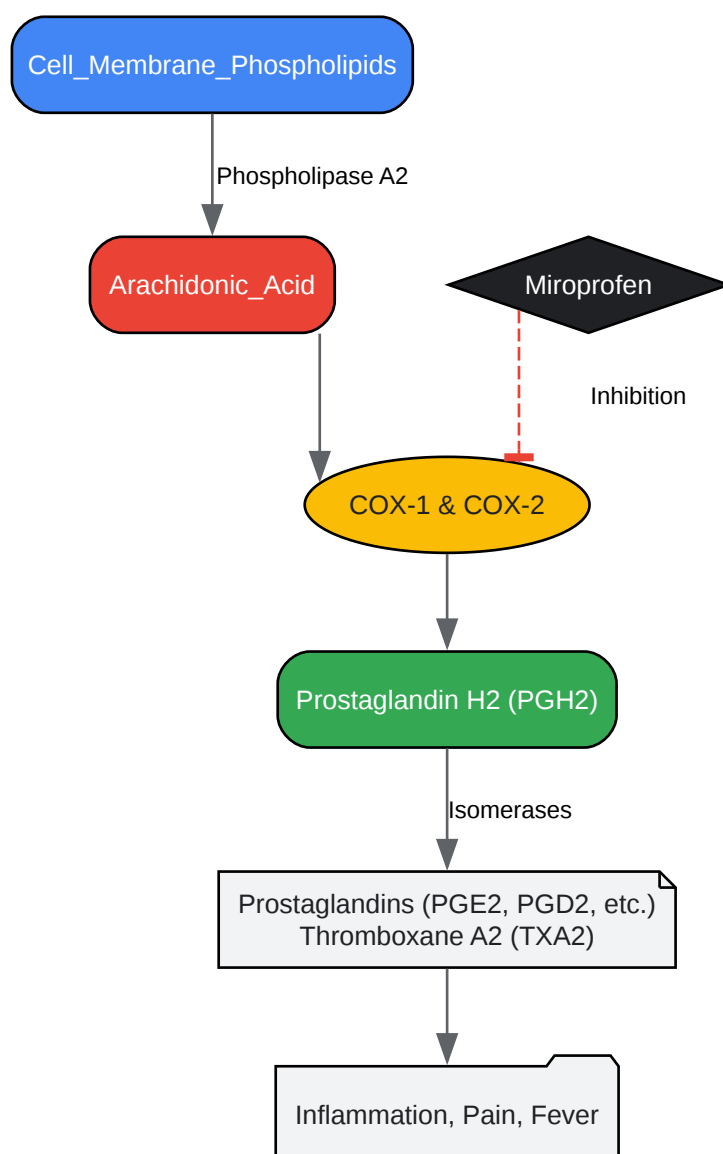 Cell_Membrane_Phospholipids
Phospholipase A2
Arachidonic_Acid
Miroprofen
Inhibition
COX-1 & COX-2
Prostaglandin H2 (PGH2)
Isomerases
Prostaglandins (PGE2, PGD2, etc.)
Thromboxane A2 (TXA2)
Inflammation, Pain, Fever